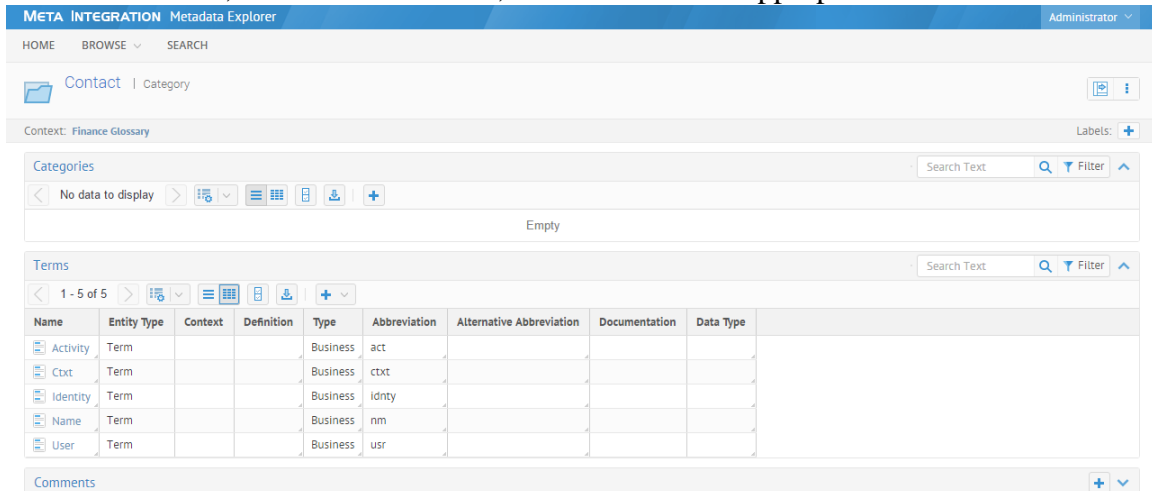 META INTEGRATION Metadata Explorer Administrator
HOME BROWSE SEARCH
Contact | Category
Context: Finance Glossary Labels:
Categories Search Text Filter
No data to display
Empty
Terms Search Text Filter
1 - 5 of 5
Name Entity Type Context Definition Type Abbreviation Alternative Abbreviation Documentation Data Type
Activity Term Business act
Ctxt Term Business ctxt
Identity Term Business idnty
Name Term Business nm
User Term Business usr
Comments